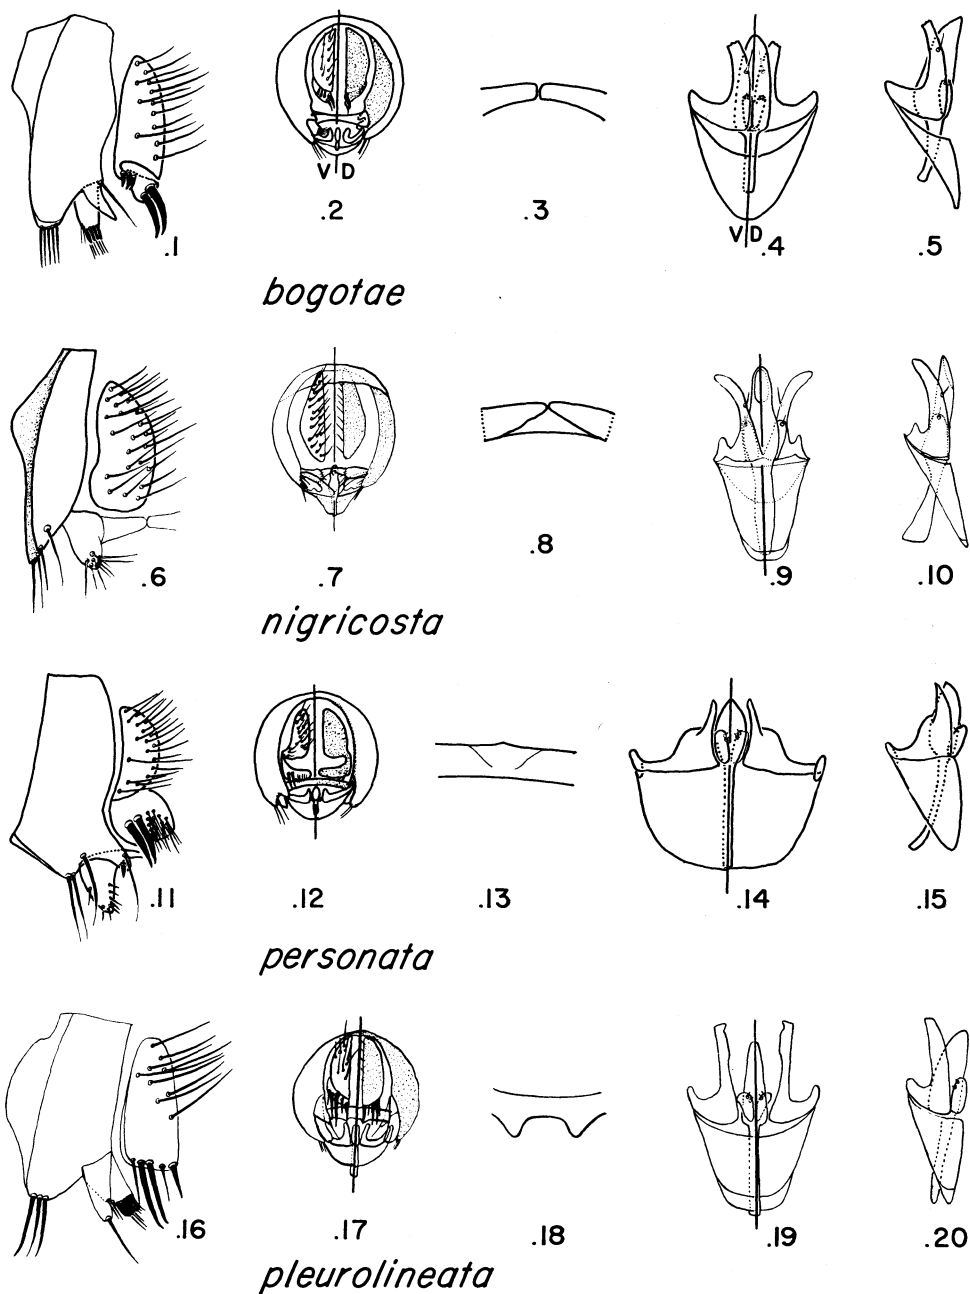 V D
V D
.1 .2 .3 .4 .5
bogotae
.6 .7 .8 .9 .10
nigricosta
.11 .12 .13 .14 .15
personata
.16 .17 .18 .19 .20
pleurolineata